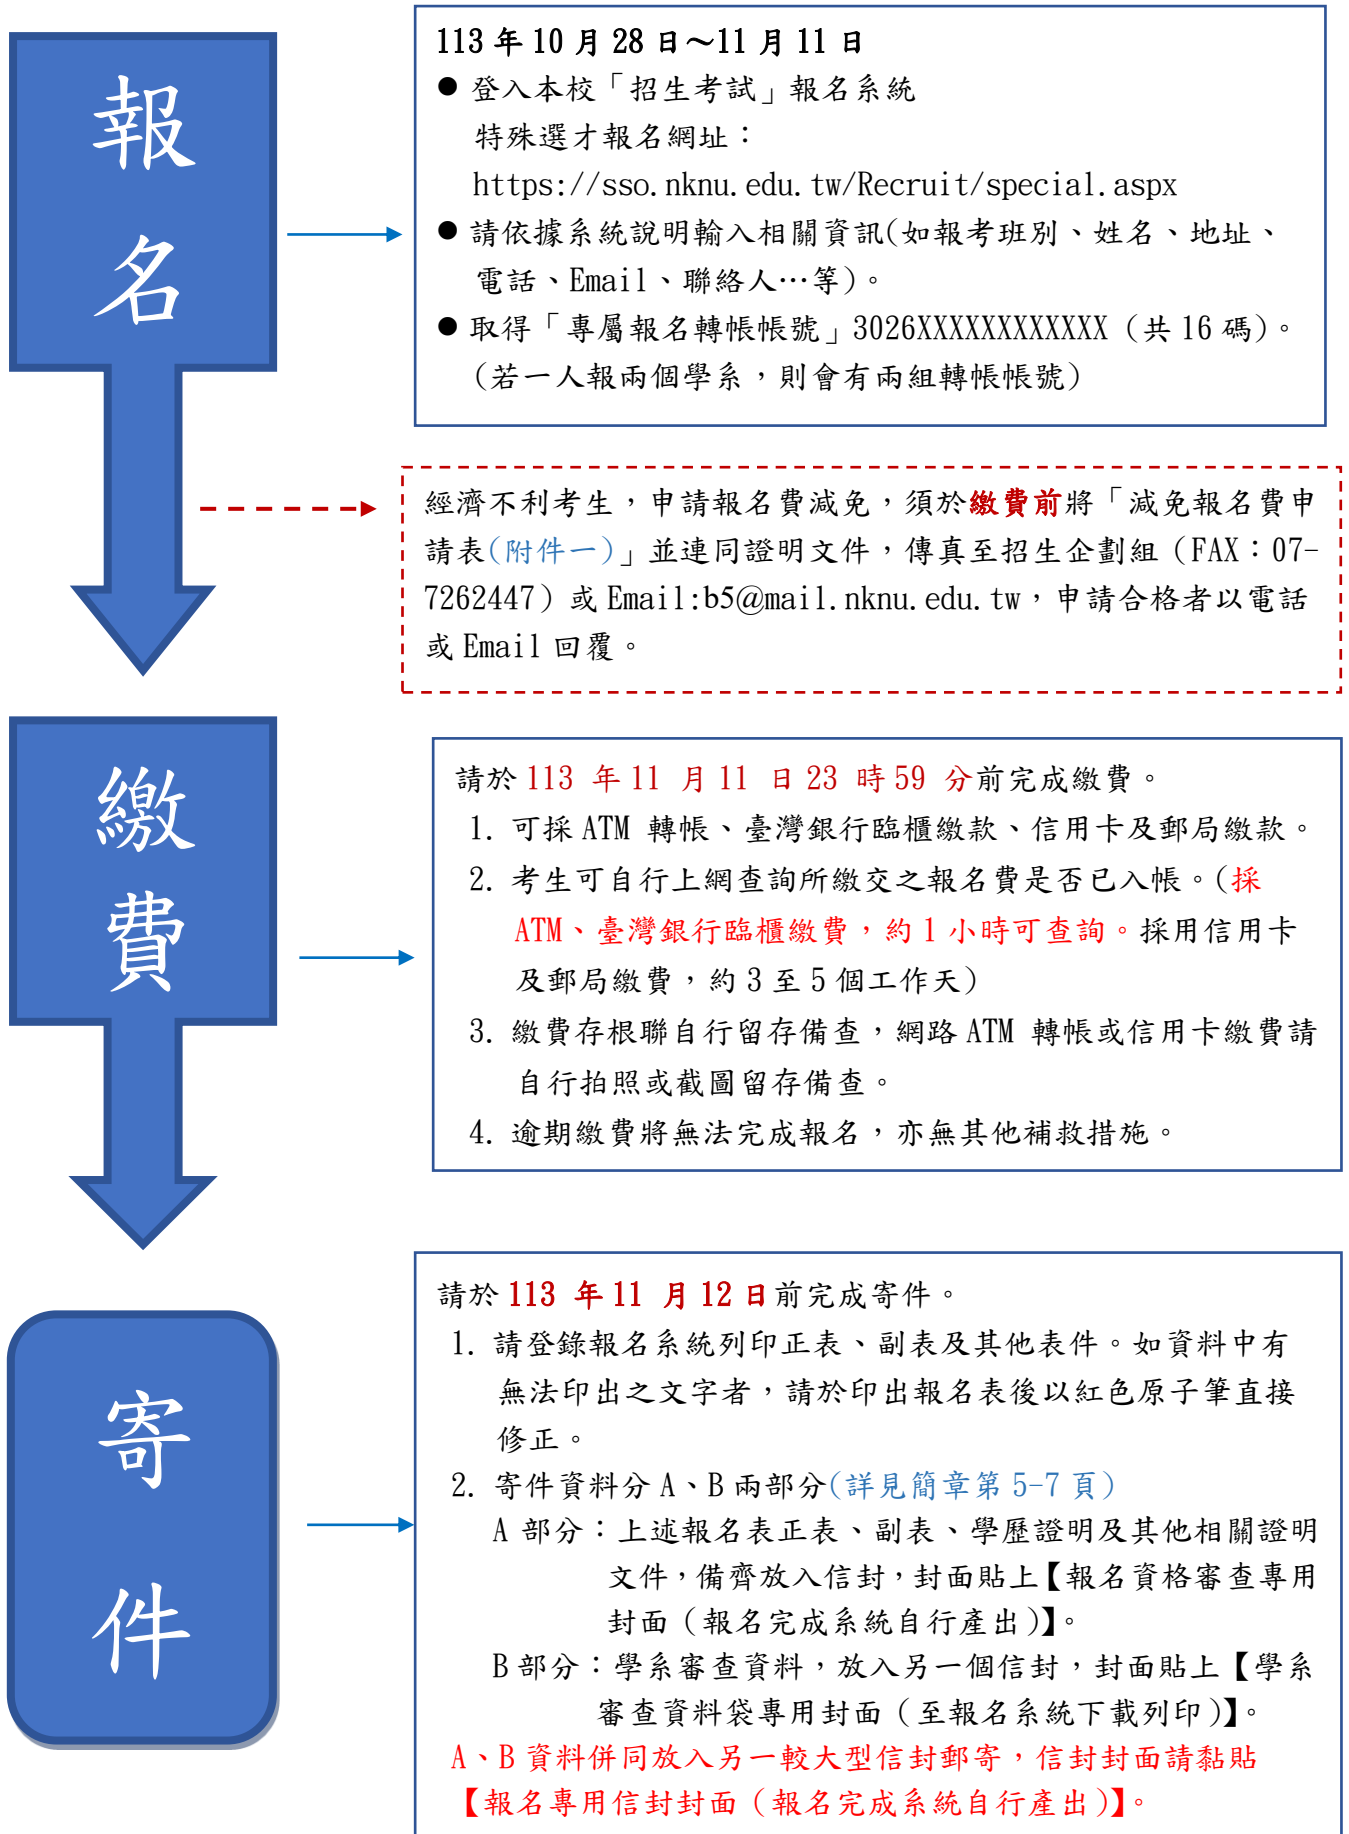 報
名
113 年 10 月 28 日～11 月 11 日
● 登入本校「招生考試」報名系統
特殊選才報名網址：
https://sso.nknu.edu.tw/Recruit/special.aspx
● 請依據系統說明輸入相關資訊(如報考班別、姓名、地址、
電話、Email、聯絡人…等)。
● 取得「專屬報名轉帳帳號」3026XXXXXXXXXXXX (共 16 碼)。
(若一人報兩個學系，則會有兩組轉帳帳號)
經濟不利考生，申請報名費減免，須於繳費前將「減免報名費申
請表(附件一)」並連同證明文件，傳真至招生企劃組（FAX：07-
7262447）或 Email:b5@mail.nknu.edu.tw，申請合格者以電話
或 Email 回覆。
繳
費
請於 113 年 11 月 11 日 23 時 59 分前完成繳費。
1. 可採 ATM 轉帳、臺灣銀行臨櫃繳款、信用卡及郵局繳款。
2. 考生可自行上網查詢所繳交之報名費是否已入帳。(採
ATM、臺灣銀行臨櫃繳費，約 1 小時可查詢。採用信用卡
及郵局繳費，約 3 至 5 個工作天)
3. 繳費存根聯自行留存備查，網路 ATM 轉帳或信用卡繳費請
自行拍照或截圖留存備查。
4. 逾期繳費將無法完成報名，亦無其他補救措施。
寄
件
請於 113 年 11 月 12 日前完成寄件。
1. 請登錄報名系統列印正表、副表及其他表件。如資料中有
無法印出之文字者，請於印出報名表後以紅色原子筆直接
修正。
2. 寄件資料分 A、B 兩部分(詳見簡章第 5-7 頁)
A 部分：上述報名表正表、副表、學歷證明及其他相關證明
文件，備齊放入信封，封面貼上【報名資格審查專用
封面（報名完成系統自行產出）】。
B 部分：學系審查資料，放入另一個信封，封面貼上【學系
審查資料袋專用封面（至報名系統下載列印）】。
A、B 資料併同放入另一較大型信封郵寄，信封封面請黏貼
【報名專用信封封面（報名完成系統自行產出）】。